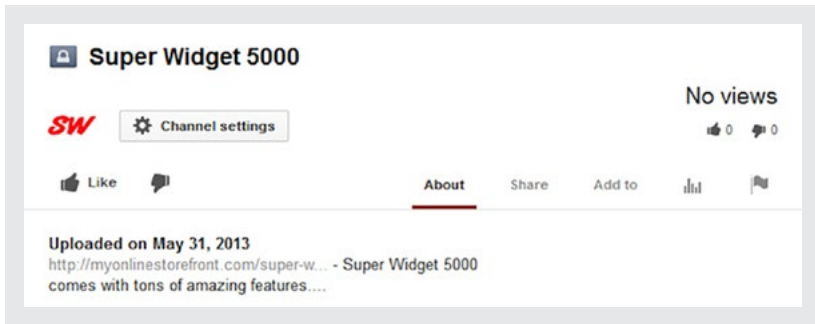 Super Widget 5000
No views
SW Channel settings
0 0
Like About Share Add to
Uploaded on May 31, 2013
http://myonlinestorefront.com/super-w... - Super Widget 5000
comes with tons of amazing features....